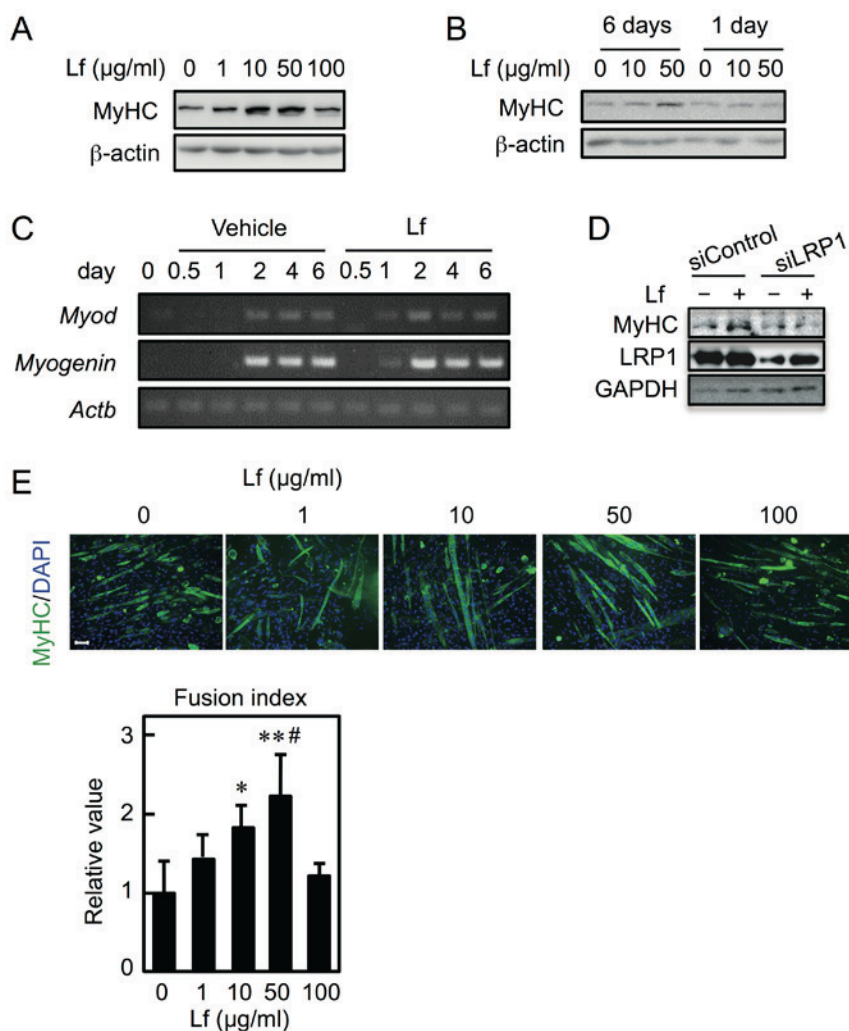 A
Lf (μg/ml) 0 1 10 50 100
MyHC
β-actin
B
6 days 1 day
Lf (μg/ml) 0 10 50 0 10 50
MyHC
β-actin
C
Vehicle Lf
day 0 0.5 1 2 4 6 0.5 1 2 4 6
Myod
Myogenin
Actb
D
siControl siLRP1
Lf – + – +
MyHC
LRP1
GAPDH
E
Lf (μg/ml)
0 1 10 50 100
MyHC/DAPI
Fusion index
Relative value
3
2
1
0
* **#
0 1 10 50 100
Lf (μg/ml)